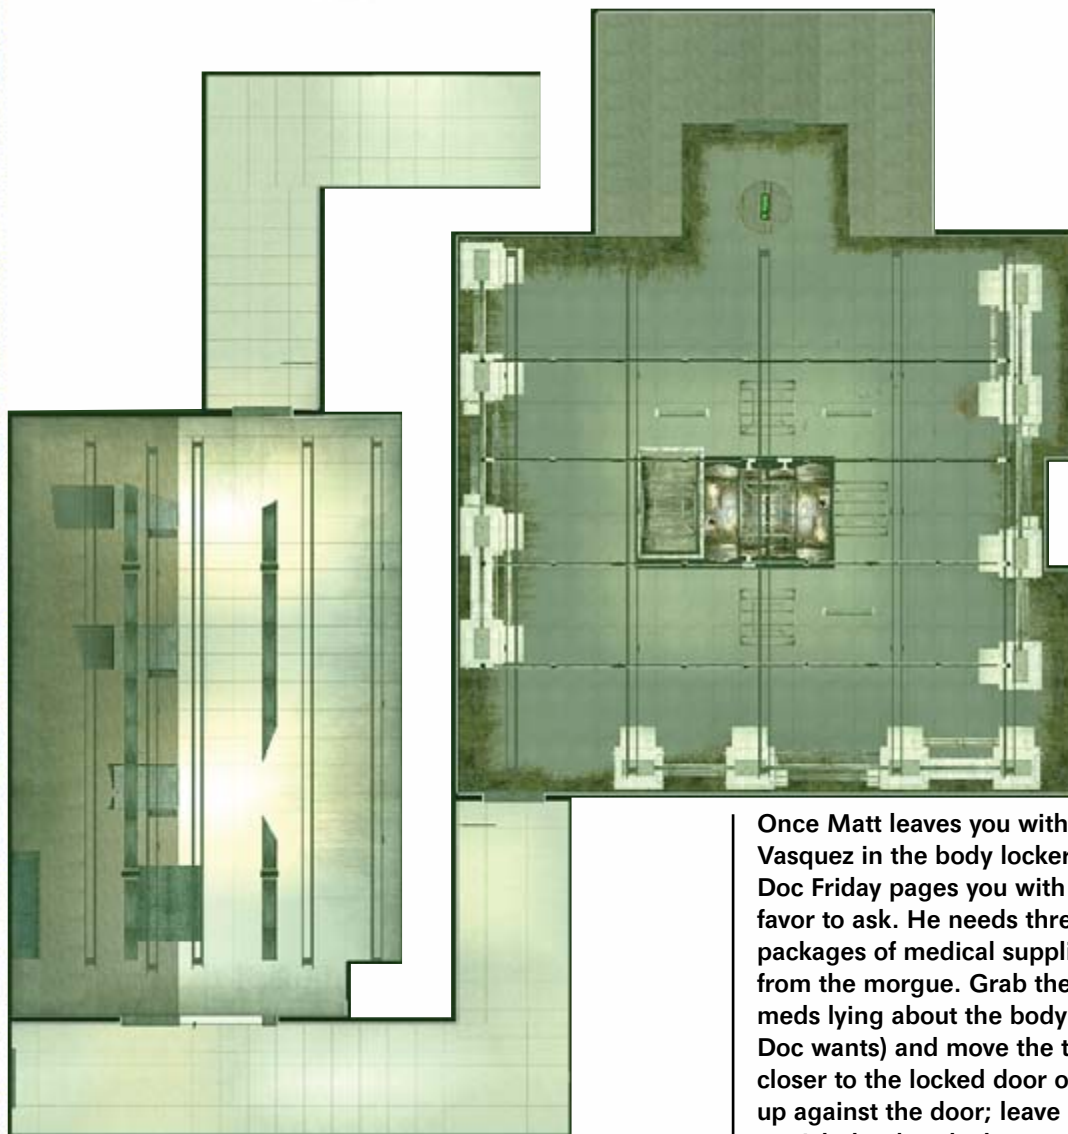 Once Matt leaves you with
Vasquez in the body locker
Doc Friday pages you with
favor to ask. He needs thre
packages of medical suppli
from the morgue. Grab the
meds lying about the body
Doc wants) and move the t
closer to the locked door o
up against the door; leave